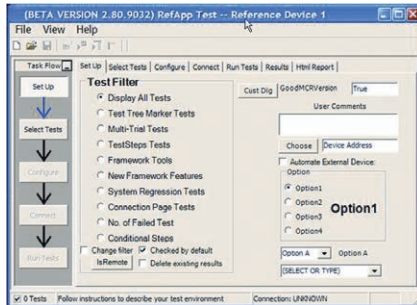 (BETA VERSION 2.80.9032) RefApp Test -- Reference Device 1
File View Help
Task Flow
Set Up
Select Tests
Configure
Connect
Run Tests
Set Up Select Tests Configure Connect Run Tests Results Html Report
Test Filter
Display All Tests
Test Tree Marker Tests
Multi-Trial Tests
TestSteps Tests
Framework Tools
New Framework Features
System Regression Tests
Connection Page Tests
No. of Failed Test
Conditional Steps
Change filter Checked by default
IsRemote Delete existing results
Cust Dlg GoodMCRVersion True
User Comments
Choose Device Address
Automate External Device:
Option
Option1
Option2
Option3
Option4
Option1
Option A Option A
(SELECT OR TYPE)
0 Tests Follow instructions to describe your test environment Connection: UNKNOWN